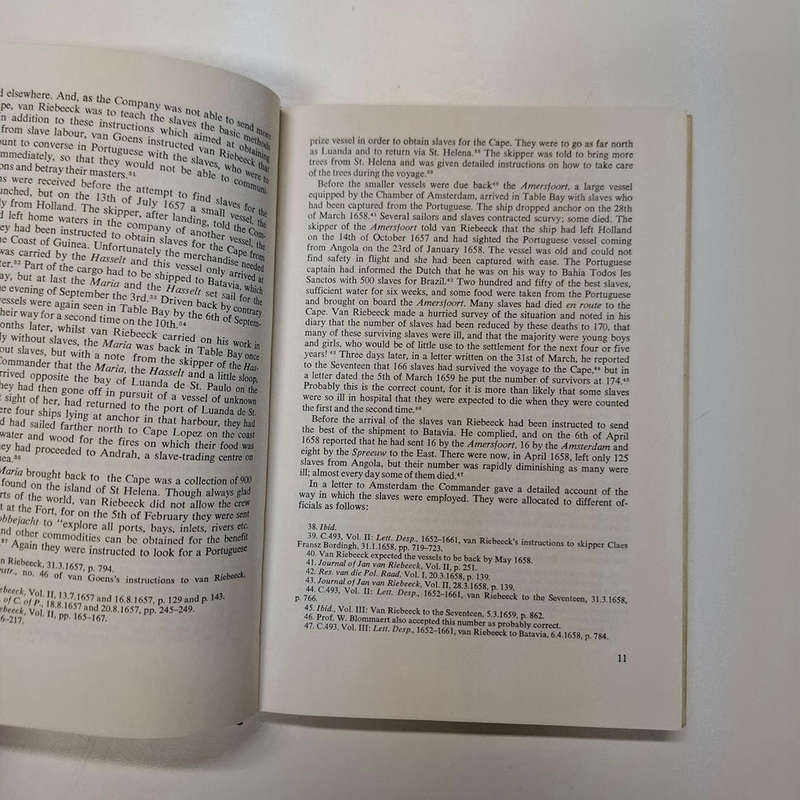 d elsewhere. And, as the Company was not able to send more
pe, van Riebeeck was to teach the slaves the basic methods
n addition to these instructions which aimed at obtaining
from slave labour, van Goens instructed van Riebeeck that
ount to converse in Portuguese with the slaves, who were to
mmediately, so that they would not be able to communi
ons and betray their masters.⁵¹
ns were received before the attempt to find slaves for the
nched, but on the 13th of July 1657 a small vessel, the
ly from Holland. The skipper, after landing, told the Com-
d left home waters in the company of another vessel, the
ey had been instructed to obtain slaves for the Cape from
e Coast of Guinea. Unfortunately the merchandise needed
was carried by the Hasselt and this vessel only arrived at
ter.³² Part of the cargo had to be shipped to Batavia, which
ay, but at last the Maria and the Hasselt set sail for the
e evening of September the 3rd.³³ Driven back by contrary
vessels were again seen in Table Bay by the 6th of Septem-
their way for a second time on the 10th.³⁴
onths later, whilst van Riebeeck carried on his work in
ly without slaves, the Maria was back in Table Bay once
out slaves, but with a note from the skipper of the Has-
Commander that the Maria, the Hasselt and a little sloop,
rrived opposite the bay of Luanda de St. Paulo on the
hey had then gone off in pursuit of a vessel of unknown
t sight of her, had returned to the port of Luanda de St.
ere four ships lying at anchor in that harbour, they had
d had sailed farther north to Cape Lopez on the coast
water and wood for the fires on which their food was
ey had proceeded to Andrah, a slave-trading centre on
nea.³⁶
Maria brought back to the Cape was a collection of 900
found on the island of St Helena. Though always glad
rts of the world, van Riebeeck did not allow the crew
t at the Fort, for on the 5th of February they were sent
obbejacht to "explore all ports, bays, inlets, rivers etc.
nd other commodities can be obtained for the benefit
³⁷ Again they were instructed to look for a Portuguese
an Riebeeck, 31.3.1657, p. 794.
nstr., no. 46 of van Goens's instructions to van Riebeeck,
ebeeck, Vol. II, 13.7.1657 and 16.8.1657, p. 129 and p. 143.
of C. of P., 18.8.1657 and 20.8.1657, pp. 245–249.
ebeeck, Vol. II, pp. 165–167.
6–217.
prize vessel in order to obtain slaves for the Cape. They were to go as far north
as Luanda and to return via St. Helena.³⁸ The skipper was told to bring more
trees from St. Helena and was given detailed instructions on how to take care
of the trees during the voyage.³⁹
Before the smaller vessels were due back⁴⁰ the Amersfoort, a large vessel
equipped by the Chamber of Amsterdam, arrived in Table Bay with slaves who
had been captured from the Portuguese. The ship dropped anchor on the 28th
of March 1658.⁴¹ Several sailors and slaves contracted scurvy; some died. The
skipper of the Amersfoort told van Riebeeck that the ship had left Holland
on the 14th of October 1657 and had sighted the Portuguese vessel coming
from Angola on the 23rd of January 1658. The vessel was old and could not
find safety in flight and she had been captured with ease. The Portuguese
captain had informed the Dutch that he was on his way to Bahia Todos les
Sanctos with 500 slaves for Brazil.⁴² Two hundred and fifty of the best slaves,
sufficient water for six weeks, and some food were taken from the Portuguese
and brought on board the Amersfoort. Many slaves had died en route to the
Cape. Van Riebeeck made a hurried survey of the situation and noted in his
diary that the number of slaves had been reduced by these deaths to 170, that
many of these surviving slaves were ill, and that the majority were young boys
and girls, who would be of little use to the settlement for the next four or five
years! ⁴³ Three days later, in a letter written on the 31st of March, he reported
to the Seventeen that 166 slaves had survived the voyage to the Cape,⁴⁴ but in
a letter dated the 5th of March 1659 he put the number of survivors at 174.⁴⁵
Probably this is the correct count, for it is more than likely that some slaves
were so ill in hospital that they were expected to die when they were counted
the first and the second time.⁴⁶
Before the arrival of the slaves van Riebeeck had been instructed to send
the best of the shipment to Batavia. He complied, and on the 6th of April
1658 reported that he had sent 16 by the Amersfoort, 16 by the Amsterdam and
eight by the Spreeuw to the East. There were now, in April 1658, left only 125
slaves from Angola, but their number was rapidly diminishing as many were
ill; almost every day some of them died.⁴⁷
In a letter to Amsterdam the Commander gave a detailed account of the
way in which the slaves were employed. They were allocated to different of-
ficials as follows:
38. Ibid.
39. C.493, Vol. II: Lett. Desp., 1652–1661, van Riebeeck's instructions to skipper Claes
Fransz Bordingh, 31.1.1658, pp. 719–723.
40. Van Riebeeck expected the vessels to be back by May 1658.
41. Journal of Jan van Riebeeck, Vol. II, p. 251.
42. Res. van die Pol. Raad, Vol. I, 20.3.1658, p. 139.
43. Journal of Jan van Riebeeck, Vol. II, 28.3.1658, p. 139.
44. C.493, Vol. II: Lett. Desp., 1652–1661, van Riebeeck to the Seventeen, 31.3.1658,
p. 766.
45. Ibid., Vol. III: Van Riebeeck to the Seventeen, 5.3.1659, p. 862.
46. Prof. W. Blommaert also accepted this number as probably correct.
47. C.493, Vol. III: Lett. Desp., 1652–1661, van Riebeeck to Batavia, 6.4.1658, p. 784.
11